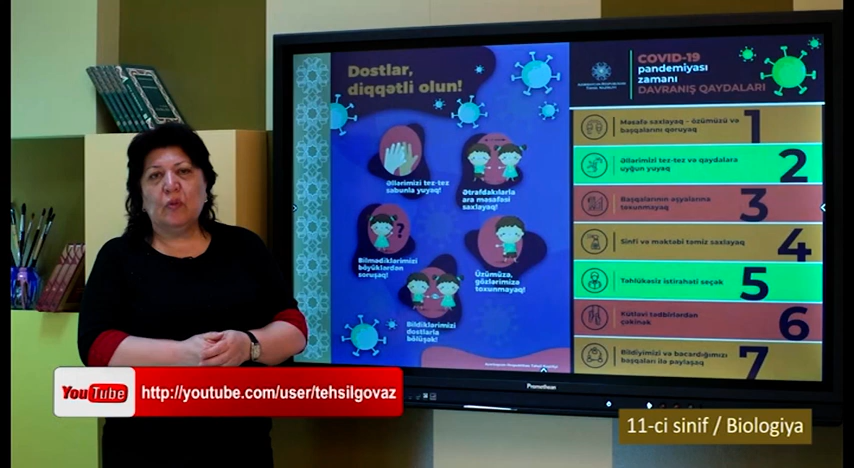 Dostlar,
diqqətli olun!
Əllərimizi tez-tez
sabunla yuyaq!
Ətrafdakılarla
ara məsafəsi
saxlayaq!
?
Bilmədiklərimizi
böyüklərdən
soruşaq!
Üzümüzə,
gözlərimizə
toxunmayaq!
Bildiklərimizi
dostlarla
bölüşək!
COVID-19
pandemiyası
zamanı
DAVRANIŞ QAYDALARI
Məsafə saxlayaq – özümüzü və
başqalarını qoruyaq
1
Əllərimizi tez-tez və qaydalara
uyğun yuyaq
2
Başqalarının əşyalarına
toxunmayaq
3
Sinfi və məktəbi təmiz saxlayaq
4
Təhlükəsiz istirahəti seçək
5
Kütləvi tədbirlərdən
çəkinək
6
Bildiyimizi və bacardığımızı
başqaları ilə paylaşaq
7
Promethean
YouTube
http://youtube.com/user/tehsilgovaz
11-ci sinif / Biologiya